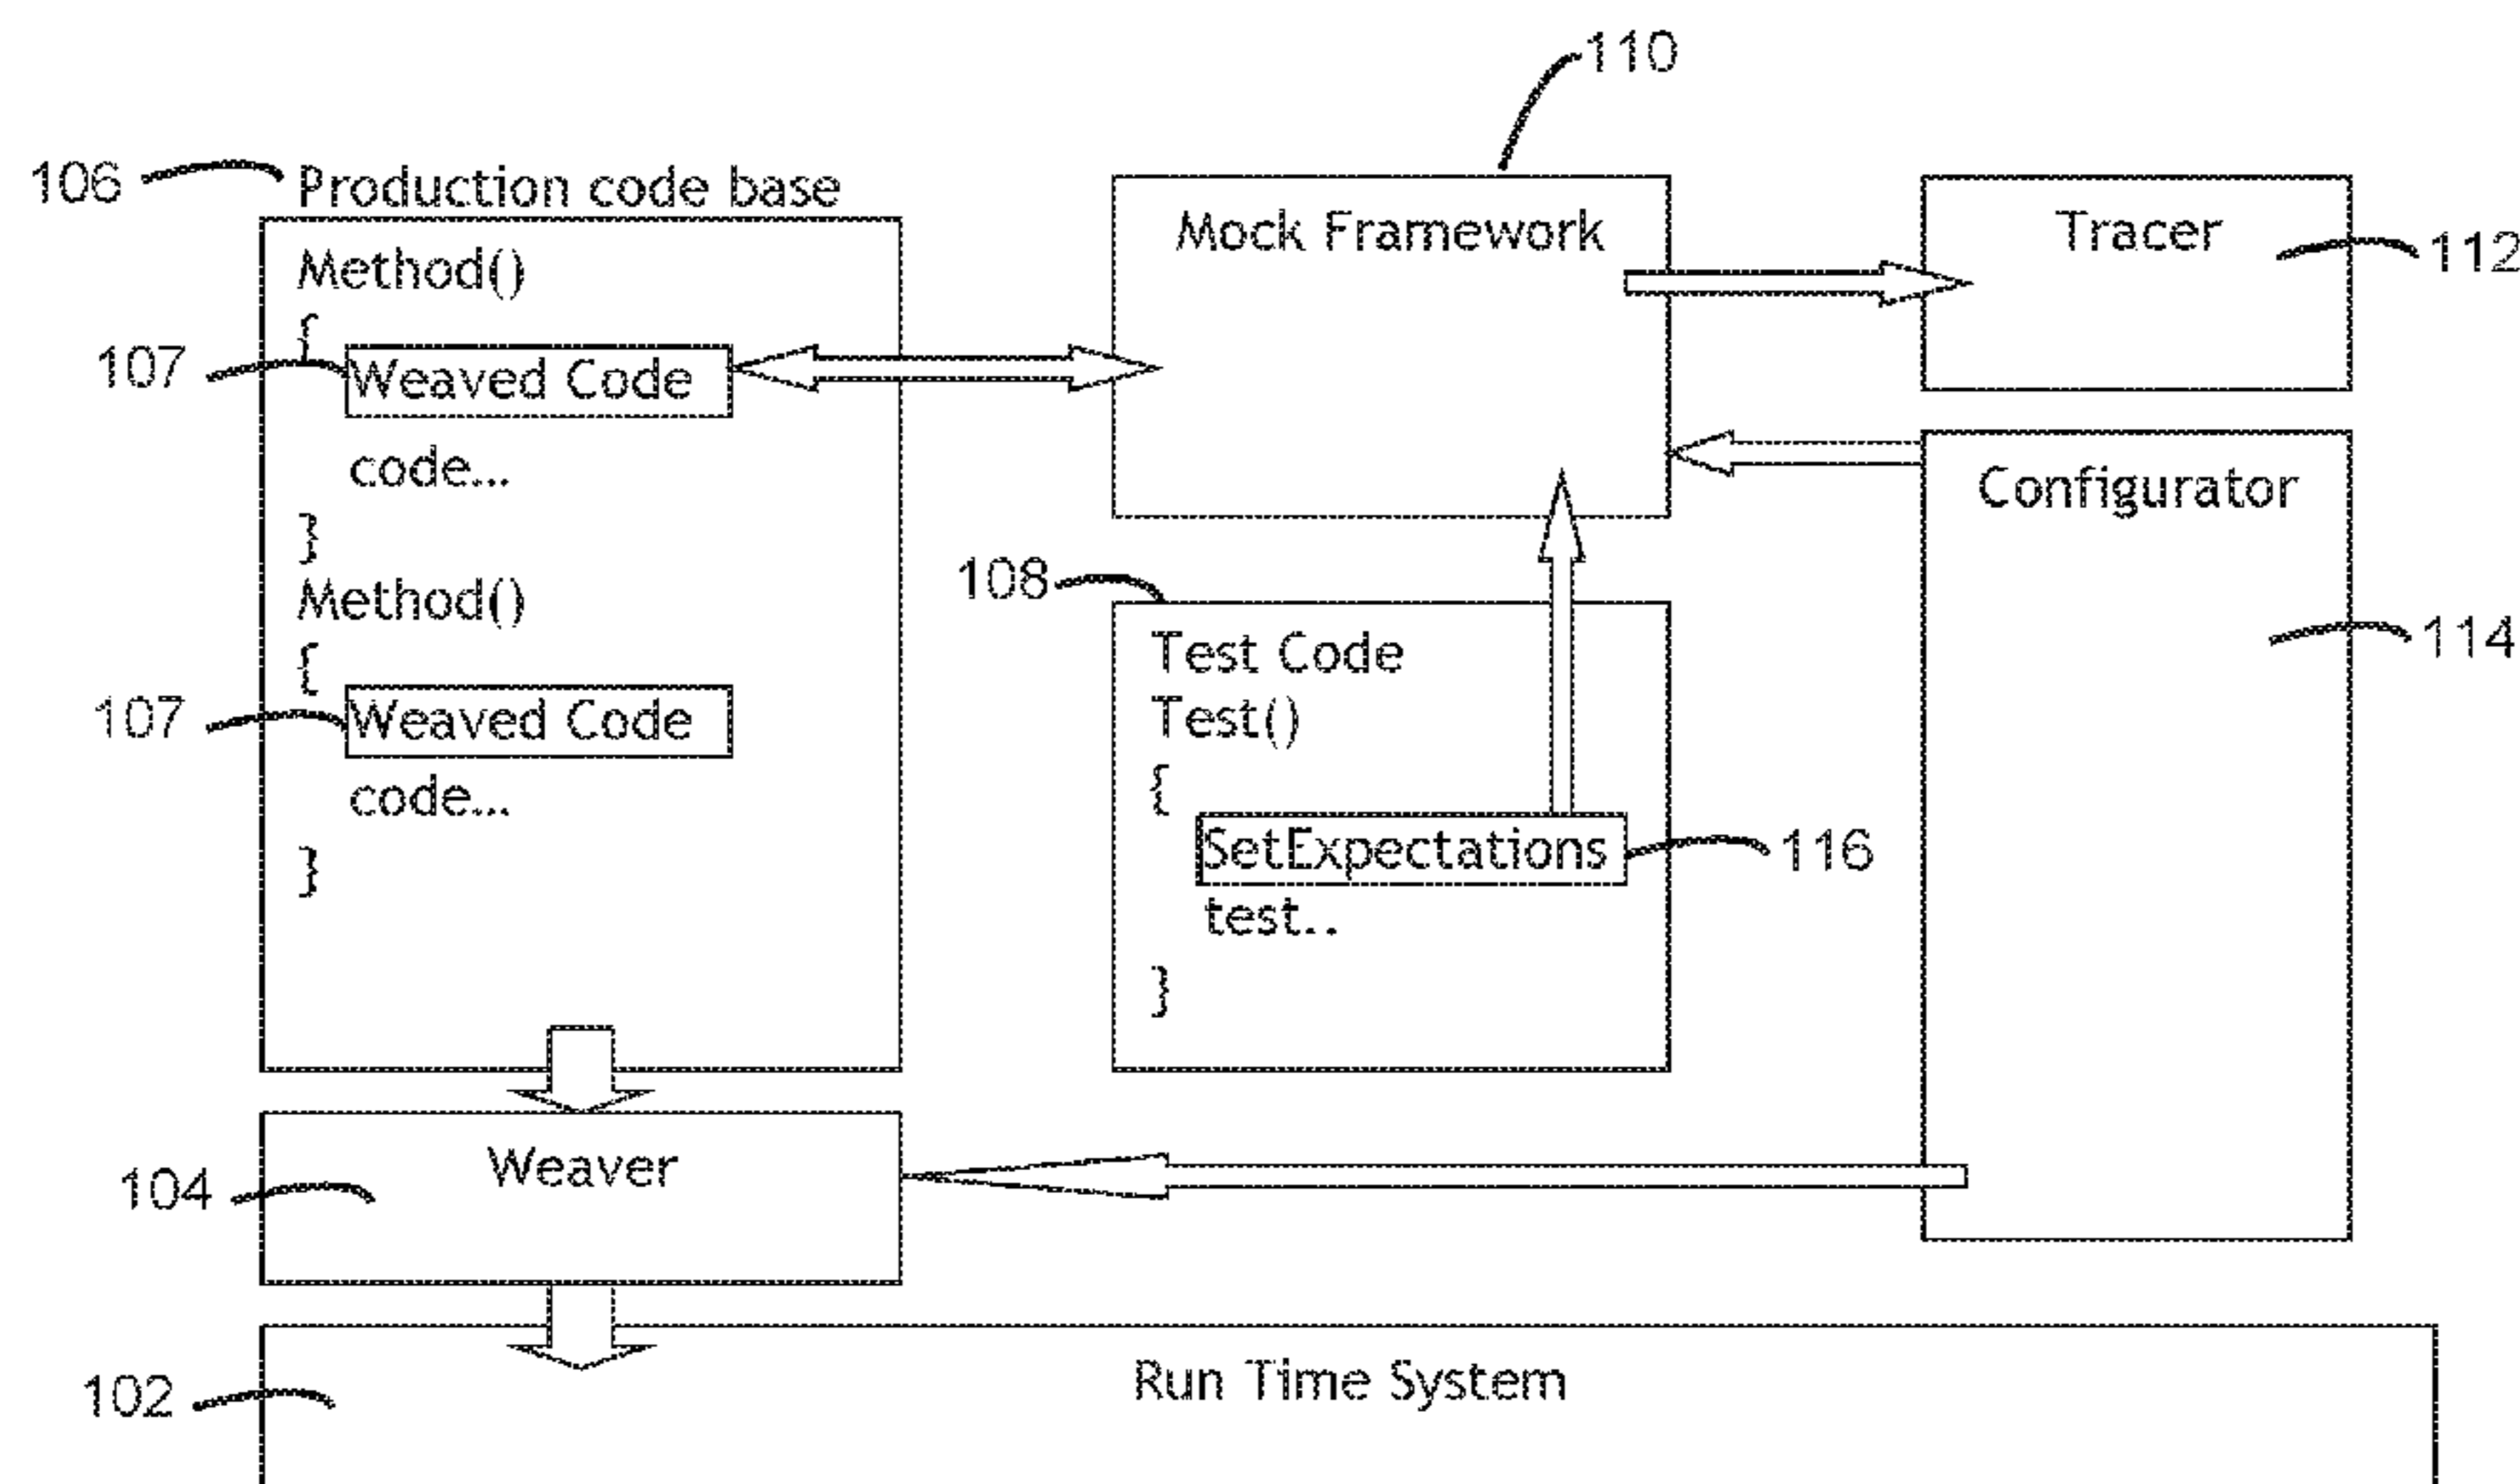 110
106
Production code base
Method()
{
107
Weaved Code
code...
}
Method()
{
107
Weaved Code
code...
}
Mock Framework
Tracer
112
Configurator
114
108
Test Code
Test()
{
SetExpectations
116
test..
}
104
Weaver
102
Run Time System